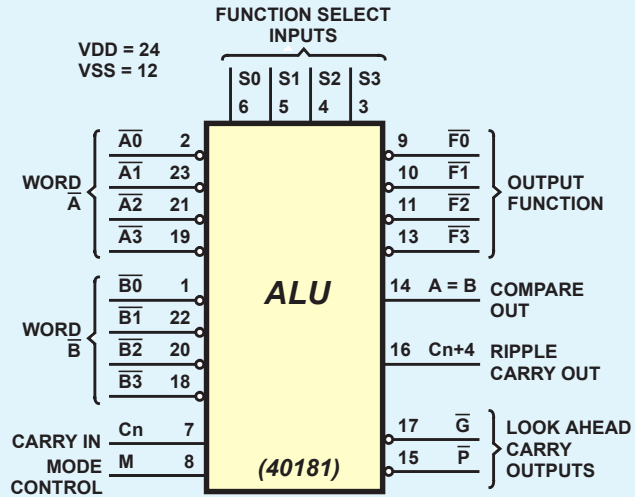 FUNCTION SELECT
INPUTS
VDD = 24
VSS = 12
S0 S1 S2 S3
6 5 4 3
A0 2
A1 23
A2 21
A3 19
WORD
A
B0 1
B1 22
B2 20
B3 18
WORD
B
CARRY IN Cn 7
MODE
CONTROL M 8
ALU
(40181)
9 F0
10 F1
11 F2
13 F3
OUTPUT
FUNCTION
14 A = B COMPARE
OUT
16 Cn+4 RIPPLE
CARRY OUT
17 G
15 P
LOOK AHEAD
CARRY
OUTPUTS